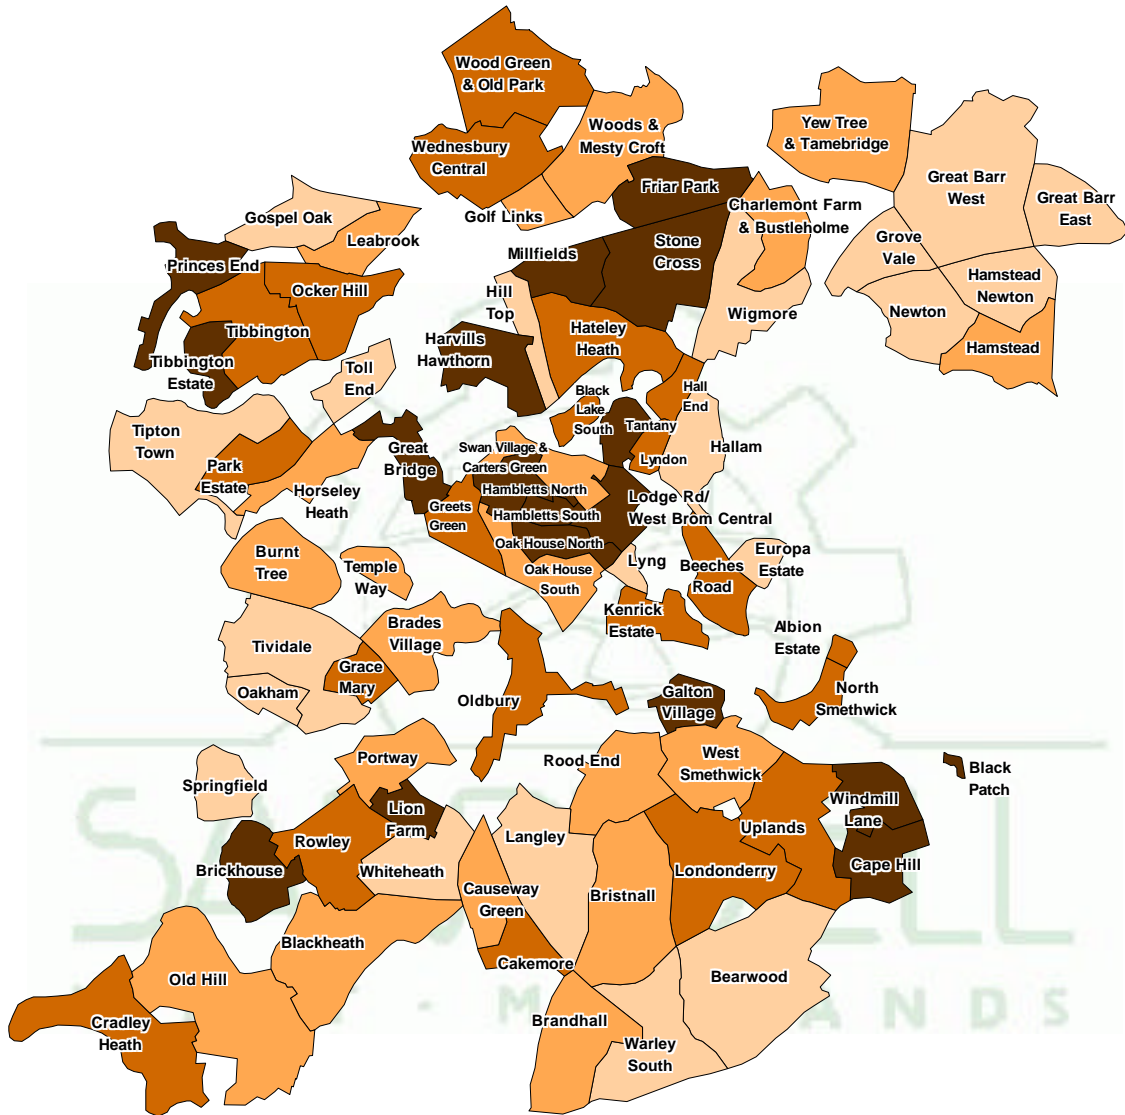 Wood Green
& Old Park
Woods &
Mesty Croft
Yew Tree
& Tamebridge
Wednesbury
Central
Friar Park
Great Barr
West
Great Barr
East
Golf Links
Charlemont Farm
& Bustleholme
Gospel Oak
Leabrook
Grove
Vale
Millfields
Stone
Cross
Princes End
Hamstead
Newton
Ocker Hill
Hill
Top
Wigmore
Newton
Tibbington
Hateley
Heath
Harvills
Hawthorn
Hamstead
Tibbington
Estate
Toll
End
Black
Lake
South
Hall
End
Tipton
Town
Tantany
Hallam
Great
Bridge
Swan Village &
Carters Green
Lyndon
Park
Estate
Horseley
Heath
Hambletts North
Lodge Rd/
West Brom Central
Greets
Green
Hambletts South
Oak House North
Burnt
Tree
Temple
Way
Oak House
South
Lyng
Beeches
Road
Europa
Estate
Kenrick
Estate
Brades
Village
Albion
Estate
Tividale
Grace
Mary
Oakham
Oldbury
Galton
Village
North
Smethwick
Portway
Rood End
West
Smethwick
Springfield
Black
Patch
Lion
Farm
Windmill
Lane
Rowley
Langley
Uplands
Brickhouse
Whiteheath
Londonderry
Cape Hill
Causeway
Green
Bristnall
Blackheath
Cakemore
Old Hill
Bearwood
Cradley
Heath
Brandhall
Warley
South